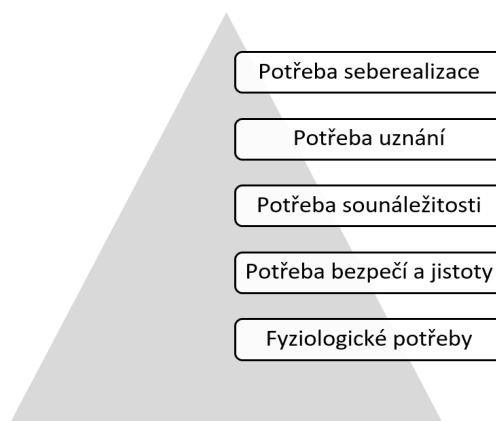 Potřeba seberealizace
Potřeba uznání
Potřeba sounáležitosti
Potřeba bezpečí a jistoty
Fyziologické potřeby